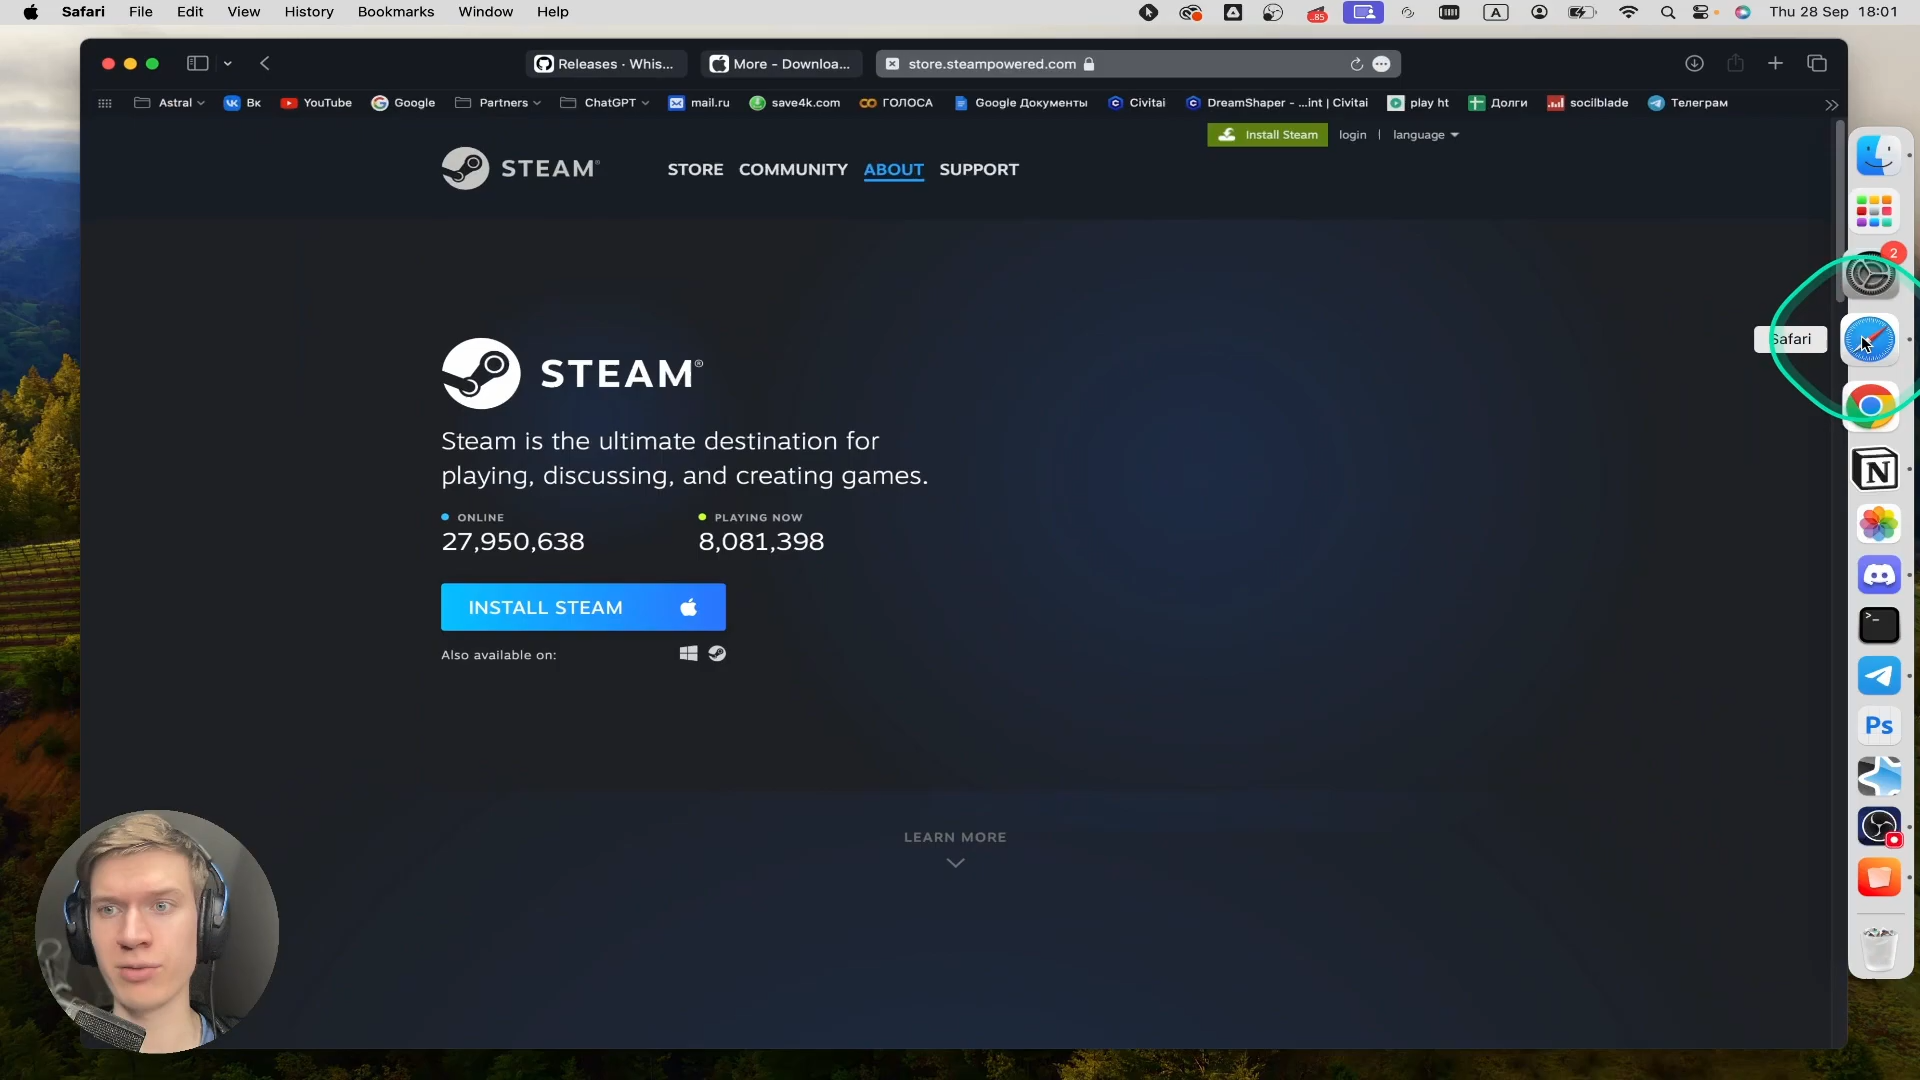 Safari File Edit View History Bookmarks Window Help
.85
A
Thu 28 Sep 18:01
Releases · Whis...
More - Downloa...
store.steampowered.com
Astral
Вк
YouTube
Google
Partners
ChatGPT
mail.ru
save4k.com
ГОЛОСА
Google Документы
Civitai
DreamShaper - ...int | Civitai
play ht
Долги
socilblade
Телеграм
Install Steam
login | language
STEAM®
STORE COMMUNITY ABOUT SUPPORT
2
Safari
STEAM®
Steam is the ultimate destination for
playing, discussing, and creating games.
ONLINE
27,950,638
PLAYING NOW
8,081,398
INSTALL STEAM
Also available on:
LEARN MORE
N
>_
Ps